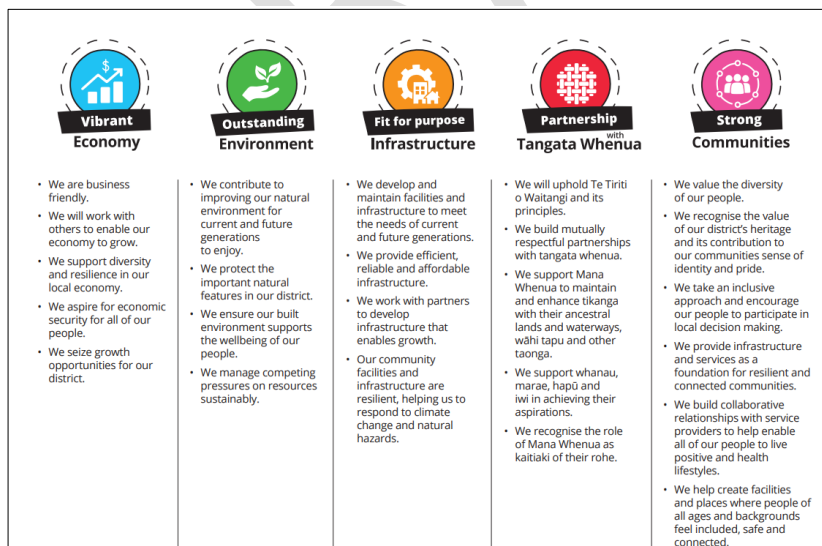 $
Vibrant
Economy
• We are business
friendly.
• We will work with
others to enable our
economy to grow.
• We support diversity
and resilience in our
local economy.
• We aspire for economic
security for all of our
people.
• We seize growth
opportunities for our
district.
Outstanding
Environment
• We contribute to
improving our natural
environment for
current and future
generations
to enjoy.
• We protect the
important natural
features in our district.
• We ensure our built
environment supports
the wellbeing of our
people.
• We manage competing
pressures on resources
sustainably.
Fit for purpose
Infrastructure
• We develop and
maintain facilities and
infrastructure to meet
the needs of current
and future generations.
• We provide efficient,
reliable and affordable
infrastructure.
• We work with partners
to develop
infrastructure that
enables growth.
• Our community
facilities and
infrastructure are
resilient, helping us to
respond to climate
change and natural
hazards.
Partnership
with
Tangata Whenua
• We will uphold Te Tiriti
o Waitangi and its
principles.
• We build mutually
respectful partnerships
with tangata whenua.
• We support Mana
Whenua to maintain
and enhance tikanga
with their ancestral
lands and waterways,
wāhi tapu and other
taonga.
• We support whanau,
marae, hapū and
iwi in achieving their
aspirations.
• We recognise the role
of Mana Whenua as
kaitiaki of their rohe.
Strong
Communities
• We value the diversity
of our people.
• We recognise the value
of our district's heritage
and its contribution to
our communities sense of
identity and pride.
• We take an inclusive
approach and encourage
our people to participate in
local decision making.
• We provide infrastructure
and services as a
foundation for resilient and
connected communities.
• We build collaborative
relationships with service
providers to help enable
all of our people to live
positive and health
lifestyles.
• We help create facilities
and places where people of
all ages and backgrounds
feel included, safe and
connected.